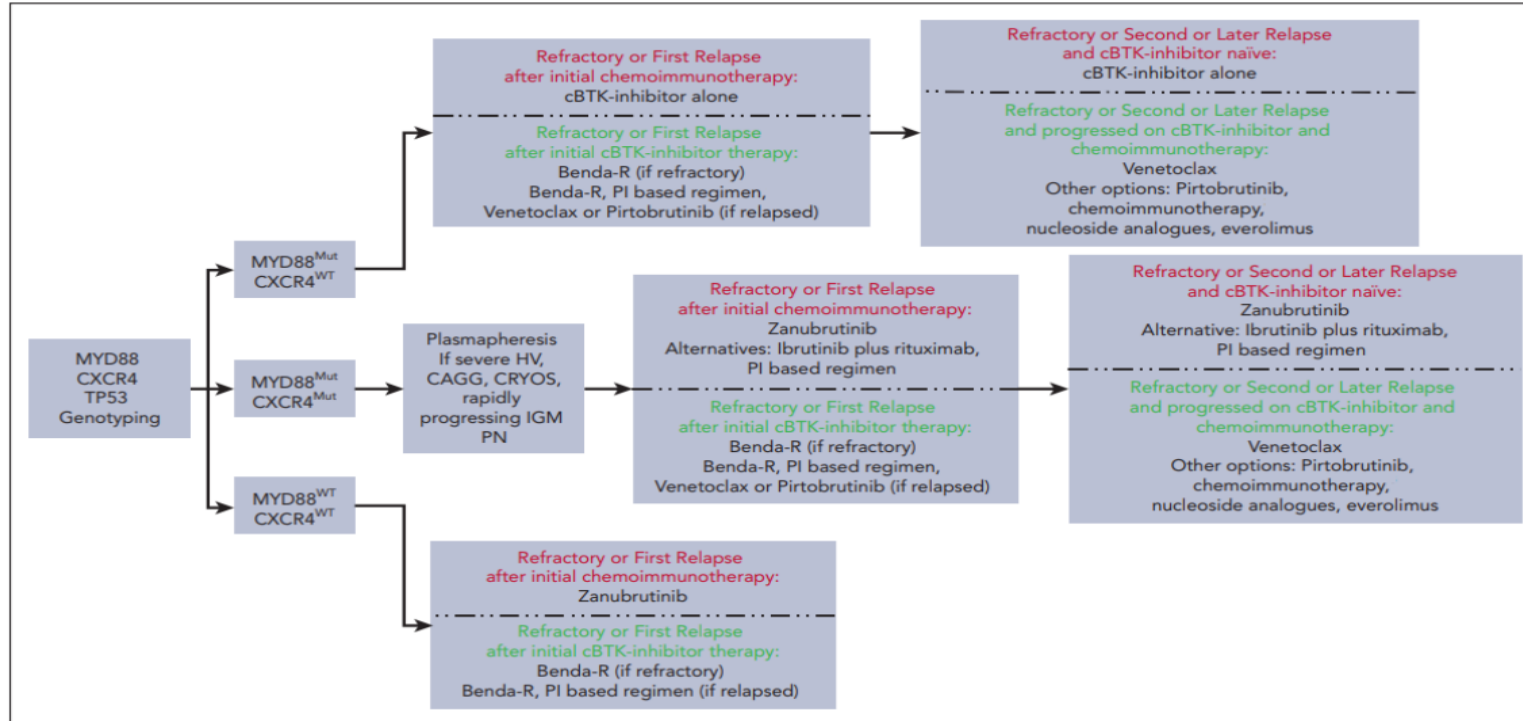 MYD88
CXCR4
TP53
Genotyping
MYD88Mut
CXCR4WT
Refractory or First Relapse
after initial chemoimmunotherapy:
cBTK-inhibitor alone
Refractory or First Relapse
after initial cBTK-inhibitor therapy:
Benda-R (if refractory)
Benda-R, PI based regimen,
Venetoclax or Pirtobrutinib (if relapsed)
Refractory or Second or Later Relapse
and cBTK-inhibitor naïve:
cBTK-inhibitor alone
Refractory or Second or Later Relapse
and progressed on cBTK-inhibitor and
chemoimmunotherapy:
Venetoclax
Other options: Pirtobrutinib,
chemoimmunotherapy,
nucleoside analogues, everolimus
MYD88Mut
CXCR4Mut
Plasmapheresis
If severe HV,
CAGG, CRYOS,
rapidly
progressing IGM
PN
Refractory or First Relapse
after initial chemoimmunotherapy:
Zanubrutinib
Alternatives: Ibrutinib plus rituximab,
PI based regimen
Refractory or First Relapse
after initial cBTK-inhibitor therapy:
Benda-R (if refractory)
Benda-R, PI based regimen,
Venetoclax or Pirtobrutinib (if relapsed)
Refractory or Second or Later Relapse
and cBTK-inhibitor naïve:
Zanubrutinib
Alternative: Ibrutinib plus rituximab,
PI based regimen
Refractory or Second or Later Relapse
and progressed on cBTK-inhibitor and
chemoimmunotherapy:
Venetoclax
Other options: Pirtobrutinib,
chemoimmunotherapy,
nucleoside analogues, everolimus
MYD88WT
CXCR4WT
Refractory or First Relapse
after initial chemoimmunotherapy:
Zanubrutinib
Refractory or First Relapse
after initial cBTK-inhibitor therapy:
Benda-R (if refractory)
Benda-R, PI based regimen (if relapsed)